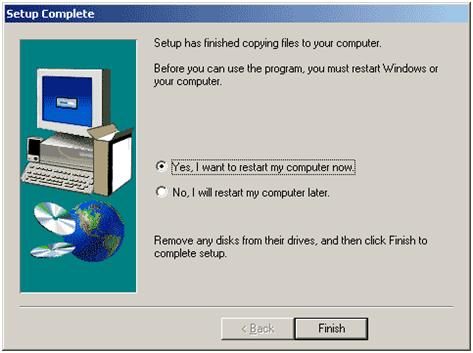 Setup Complete
Setup has finished copying files to your computer.
Before you can use the program, you must restart Windows or
your computer.
Yes, I want to restart my computer now.
No, I will restart my computer later.
Remove any disks from their drives, and then click Finish to
complete setup.
< Back
Finish